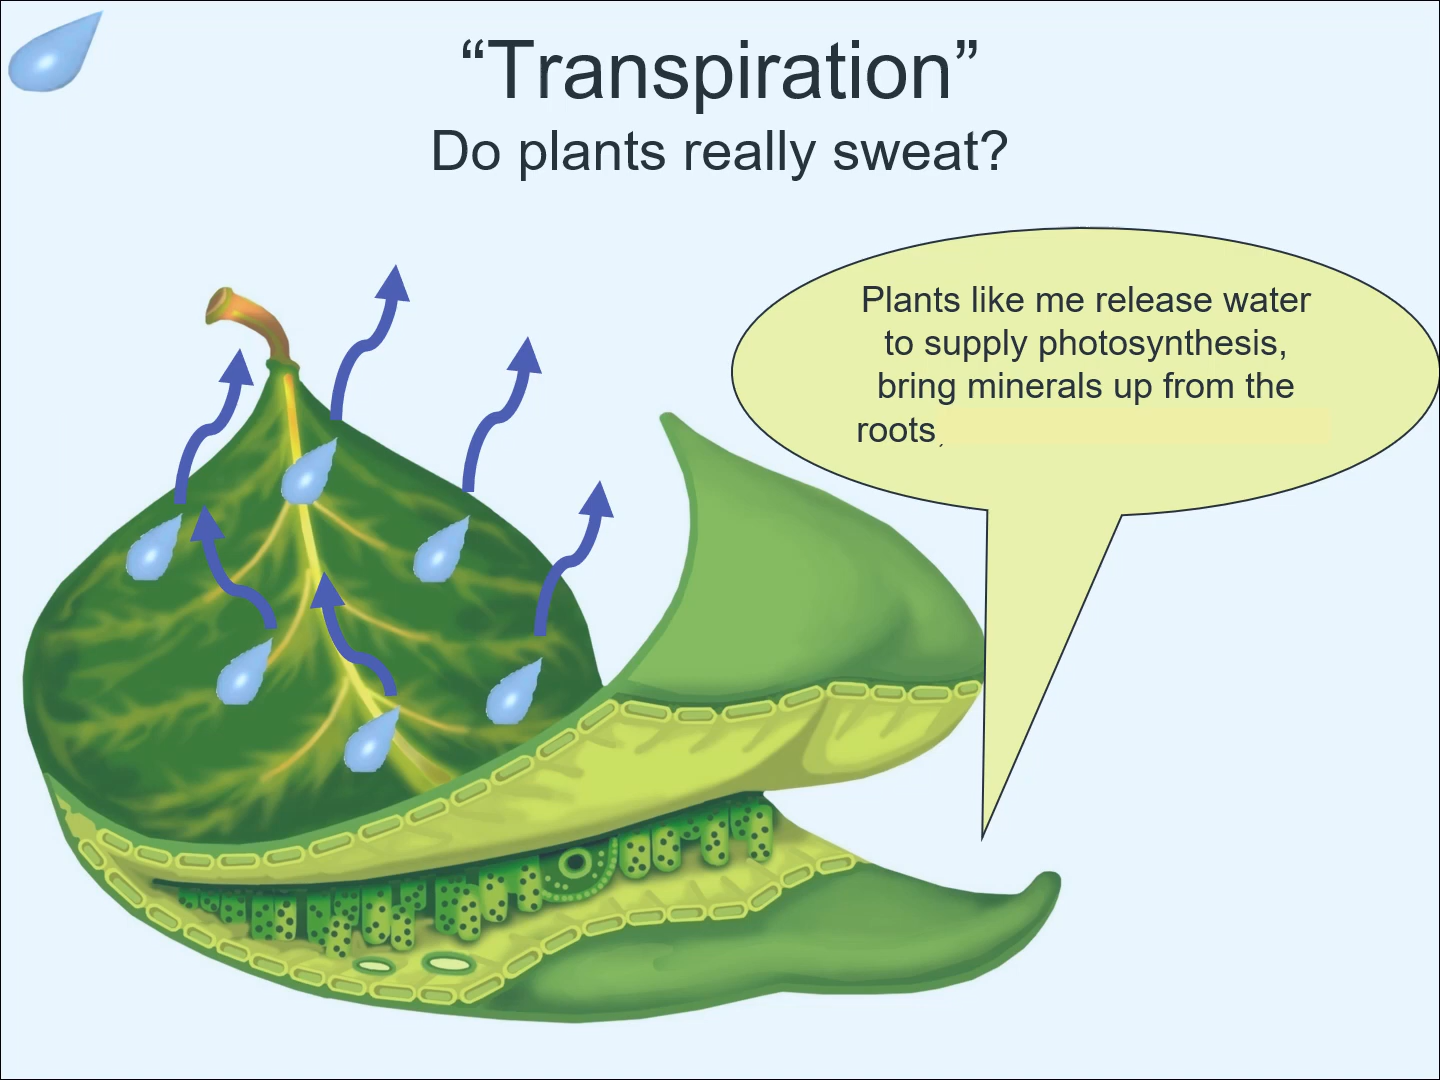 “Transpiration”
Do plants really sweat?
Plants like me release water
to supply photosynthesis,
bring minerals up from the
roots,